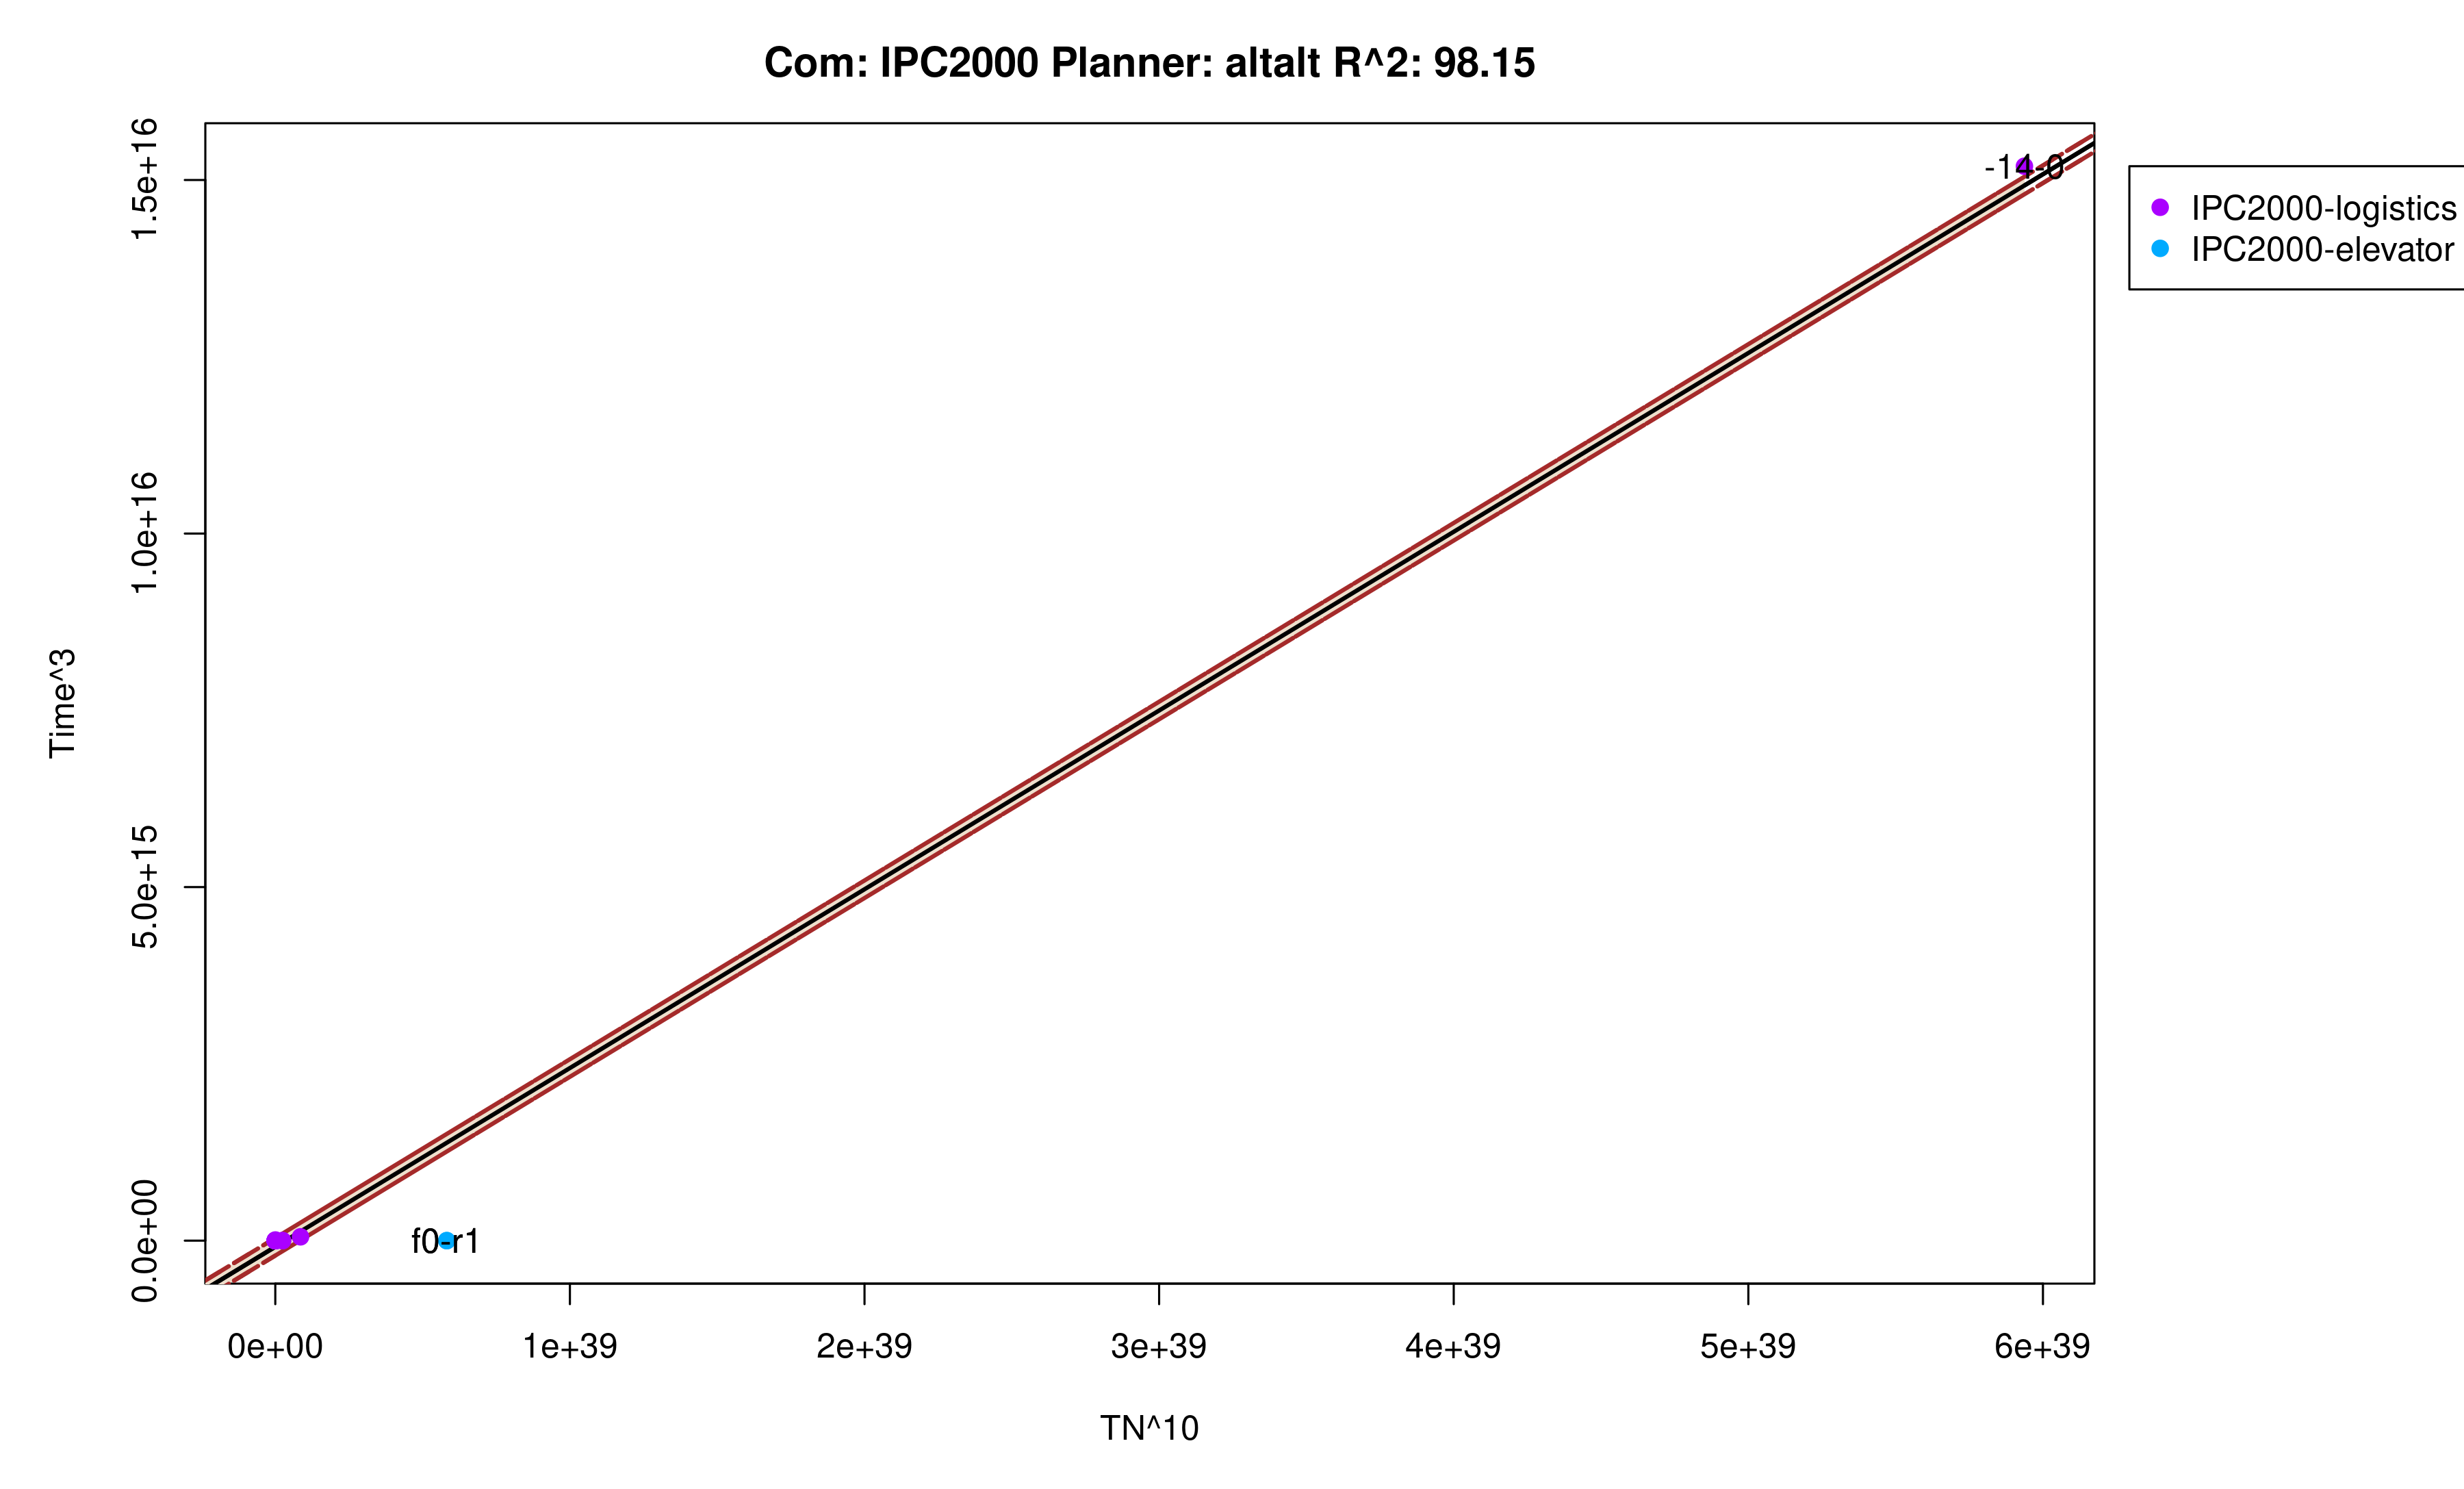 Com: IPC2000 Planner: altalt R^2: 98.15
1.5e+16
1.0e+16
5.0e+15
0.0e+00
Time^3
-14-0
f0-r1
IPC2000-logistics
IPC2000-elevator
0e+00 1e+39 2e+39 3e+39 4e+39 5e+39 6e+39
TN^10